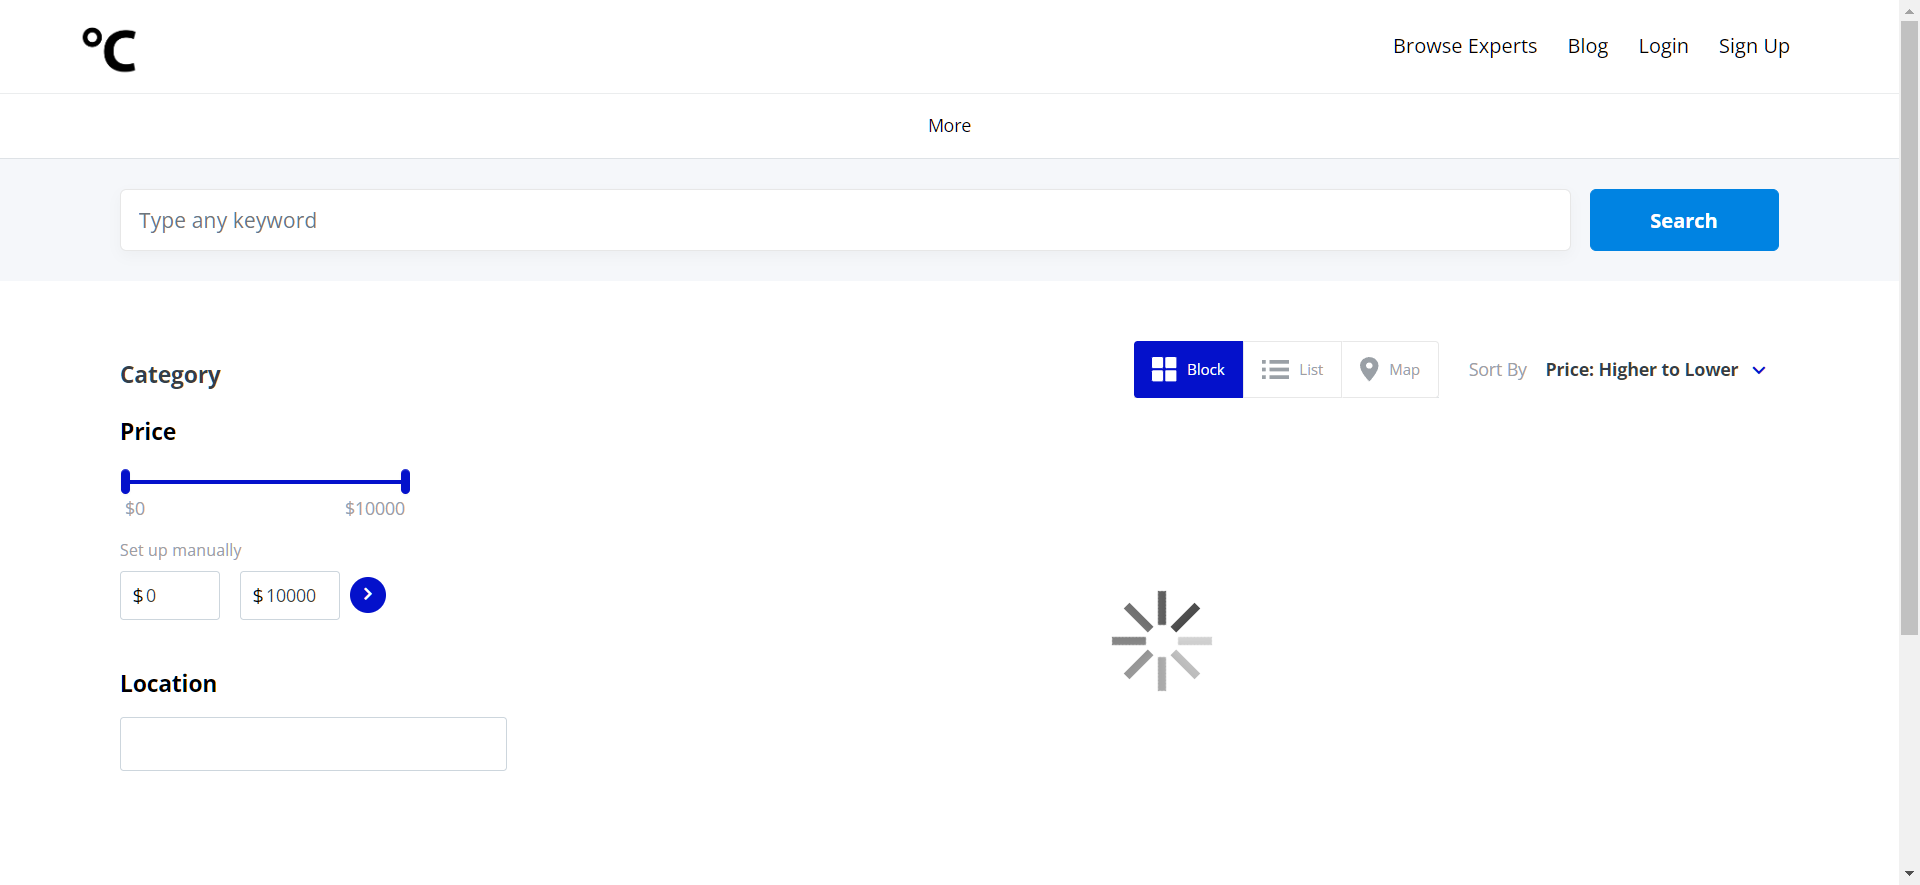 °C
Browse Experts Blog Login Sign Up
More
Type any keyword
Search
Category
Block List Map Sort By Price: Higher to Lower
Price
$0 $10000
Set up manually
$ 0 $ 10000
Location